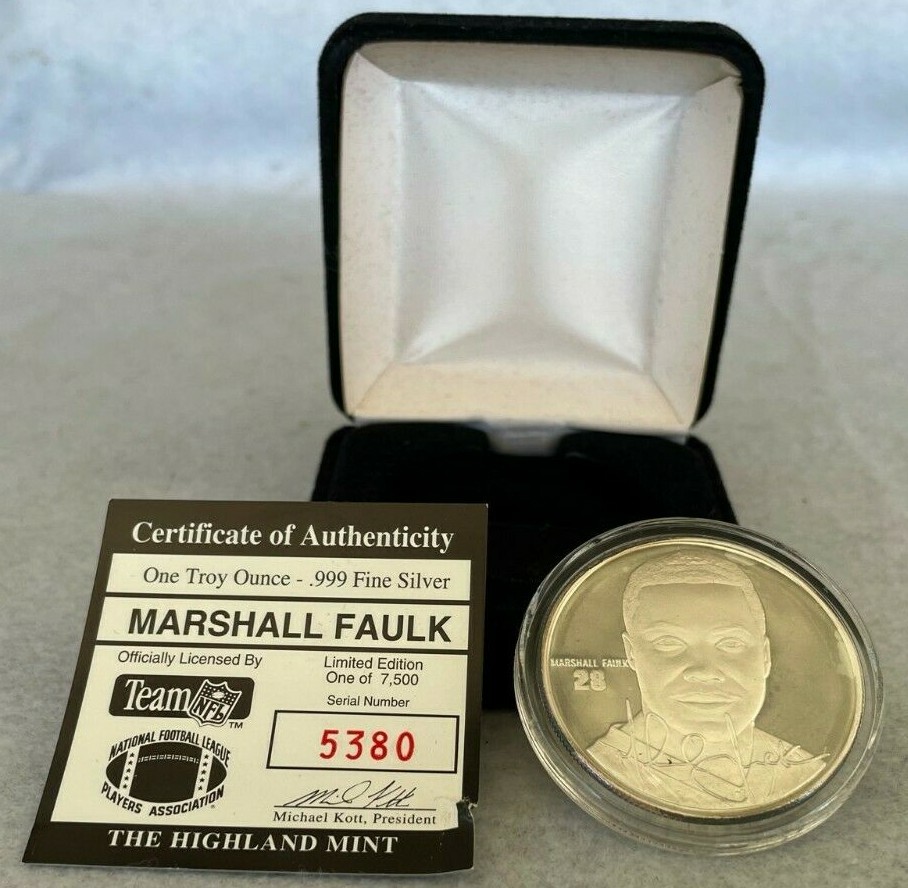 Certificate of Authenticity
One Troy Ounce - .999 Fine Silver
MARSHALL FAULK
Officially Licensed By
Team NFL TM
NATIONAL FOOTBALL LEAGUE
PLAYERS ASSOCIATION
Limited Edition
One of 7,500
Serial Number
5380
Michael Kott, President
THE HIGHLAND MINT
MARSHALL FAULK
28